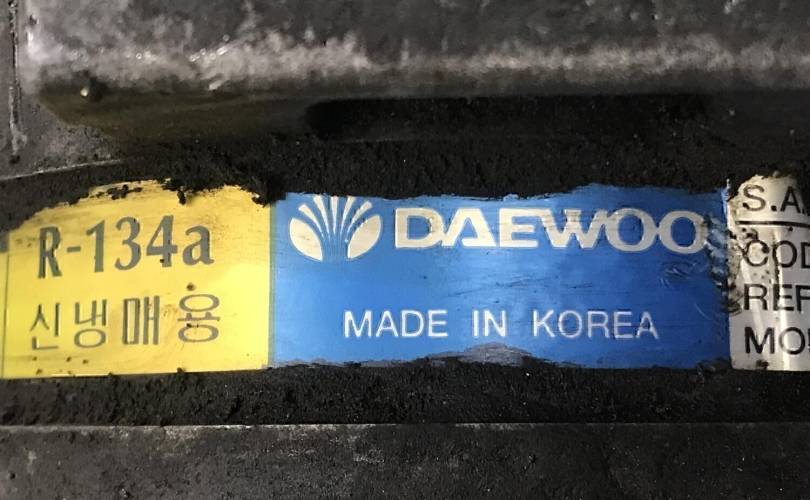 R-134a
신냉매용
DAEWOO
MADE IN KOREA
S.A.